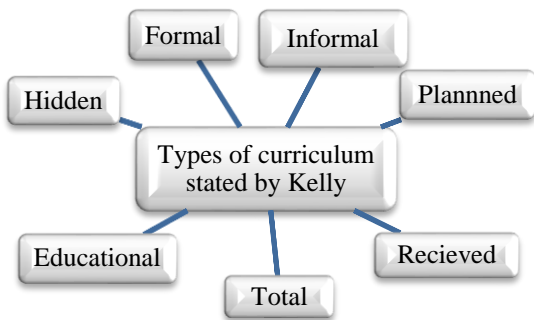 Formal
Informal
Hidden
Plannned
Types of curriculum
stated by Kelly
Educational
Recieved
Total